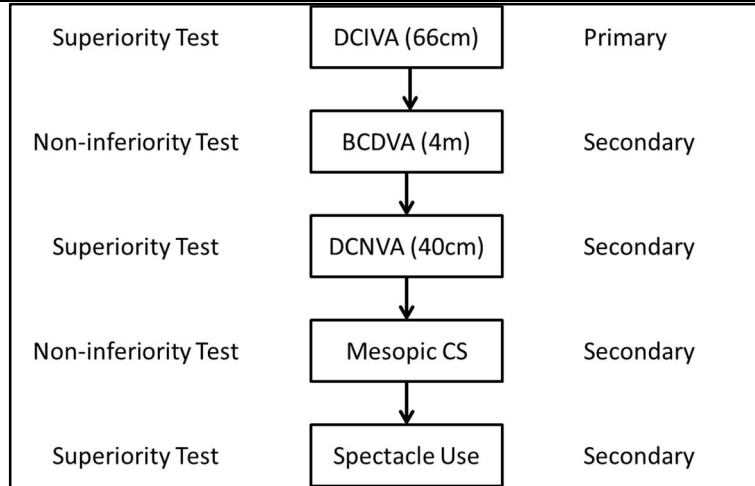 Superiority Test DCIVA (66cm) Primary
Non-inferiority Test BCDVA (4m) Secondary
Superiority Test DCNVA (40cm) Secondary
Non-inferiority Test Mesopic CS Secondary
Superiority Test Spectacle Use Secondary